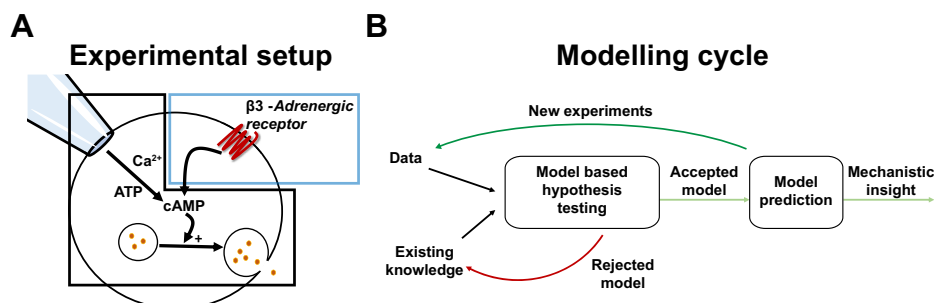 A
Experimental setup
β3 -Adrenergic
receptor
Ca²⁺
ATP
cAMP
+
B
Modelling cycle
New experiments
Data
Model based
hypothesis
testing
Accepted
model
Model
prediction
Mechanistic
insight
Existing
knowledge
Rejected
model